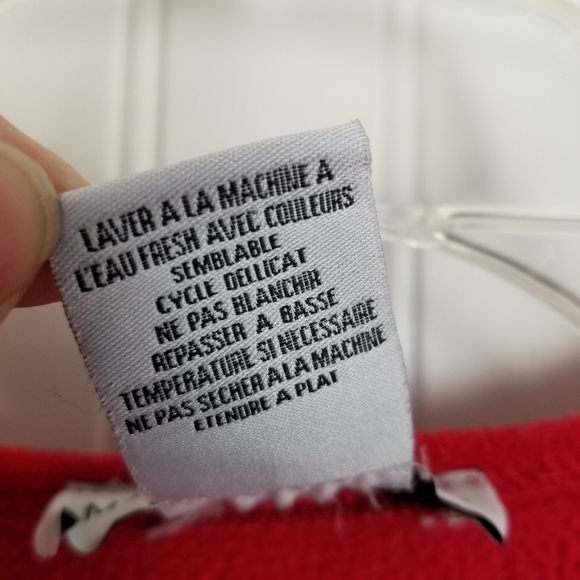 LAVER A LA MACHINE A
L'EAU FRESH AVEC COULEURS
SEMBLABLE
CYCLE DELLICAT
NE PAS BLANCHIR
REPASSER A BASSE
TEMPERATURE SI NECESSAIRE
NE PAS SECHER A LA MACHINE
ETENDRE A PLAT